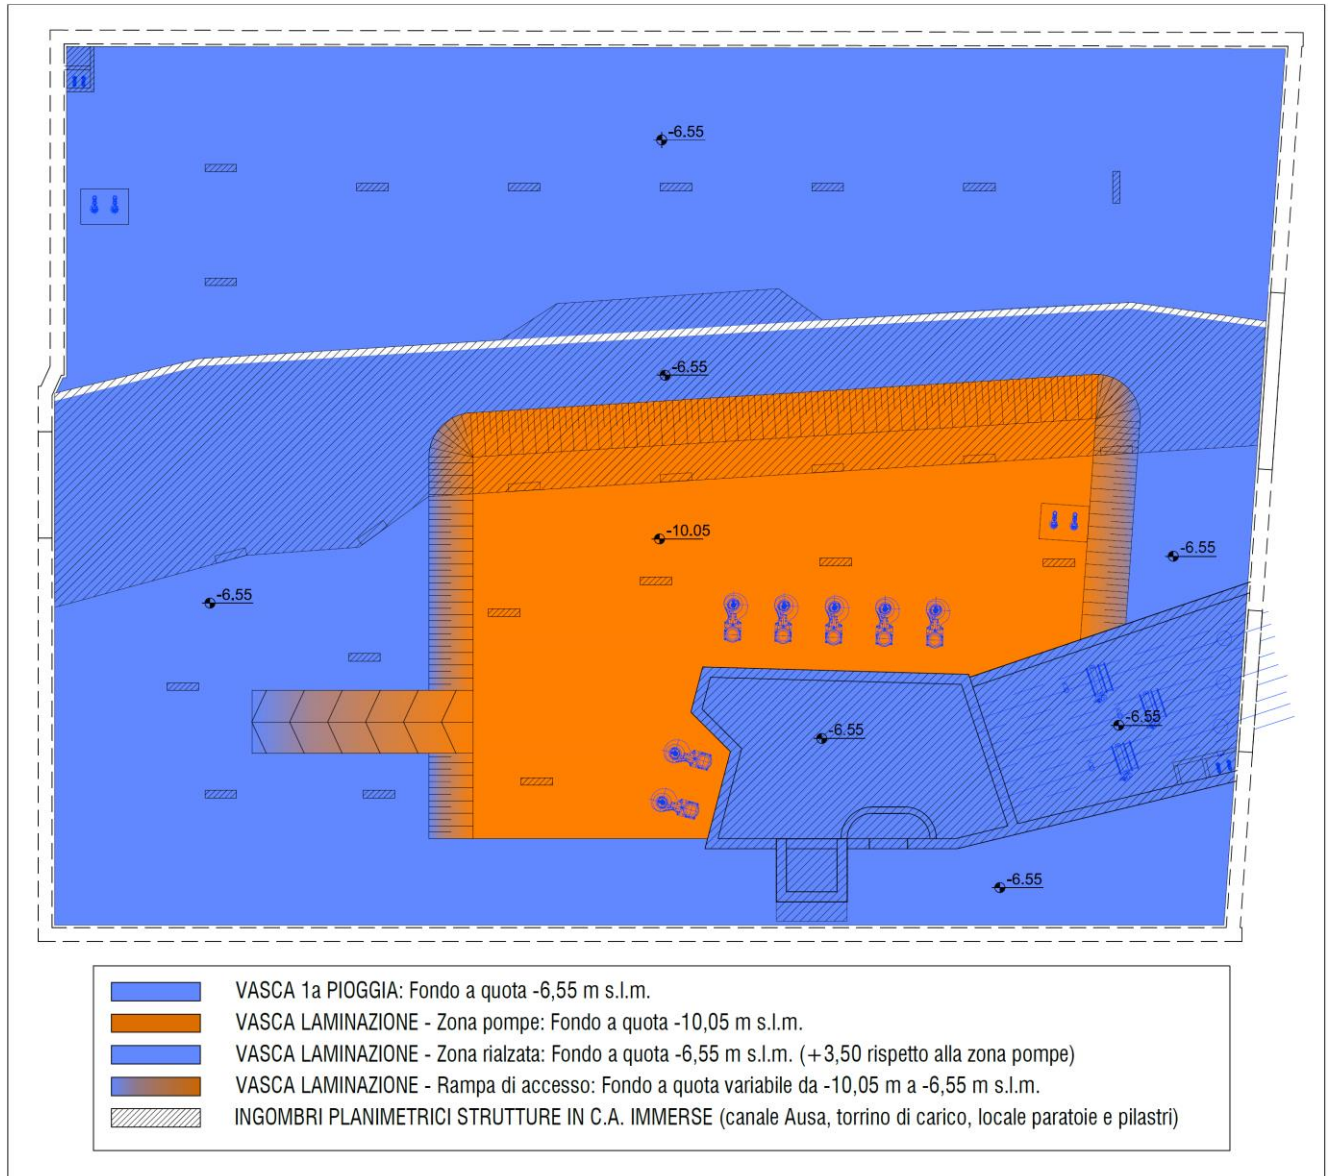 -6.55
-6.55
-10.05
-6.55
-6.55
-6.55
-6.55
-6.55
VASCA 1a PIOGGIA: Fondo a quota -6,55 m s.l.m.
VASCA LAMINAZIONE - Zona pompe: Fondo a quota -10,05 m s.l.m.
VASCA LAMINAZIONE - Zona rialzata: Fondo a quota -6,55 m s.l.m. (+3,50 rispetto alla zona pompe)
VASCA LAMINAZIONE - Rampa di accesso: Fondo a quota variabile da -10,05 m a -6,55 m s.l.m.
INGOMBRI PLANIMETRICI STRUTTURE IN C.A. IMMERSE (canale Ausa, torrino di carico, locale paratoie e pilastri)